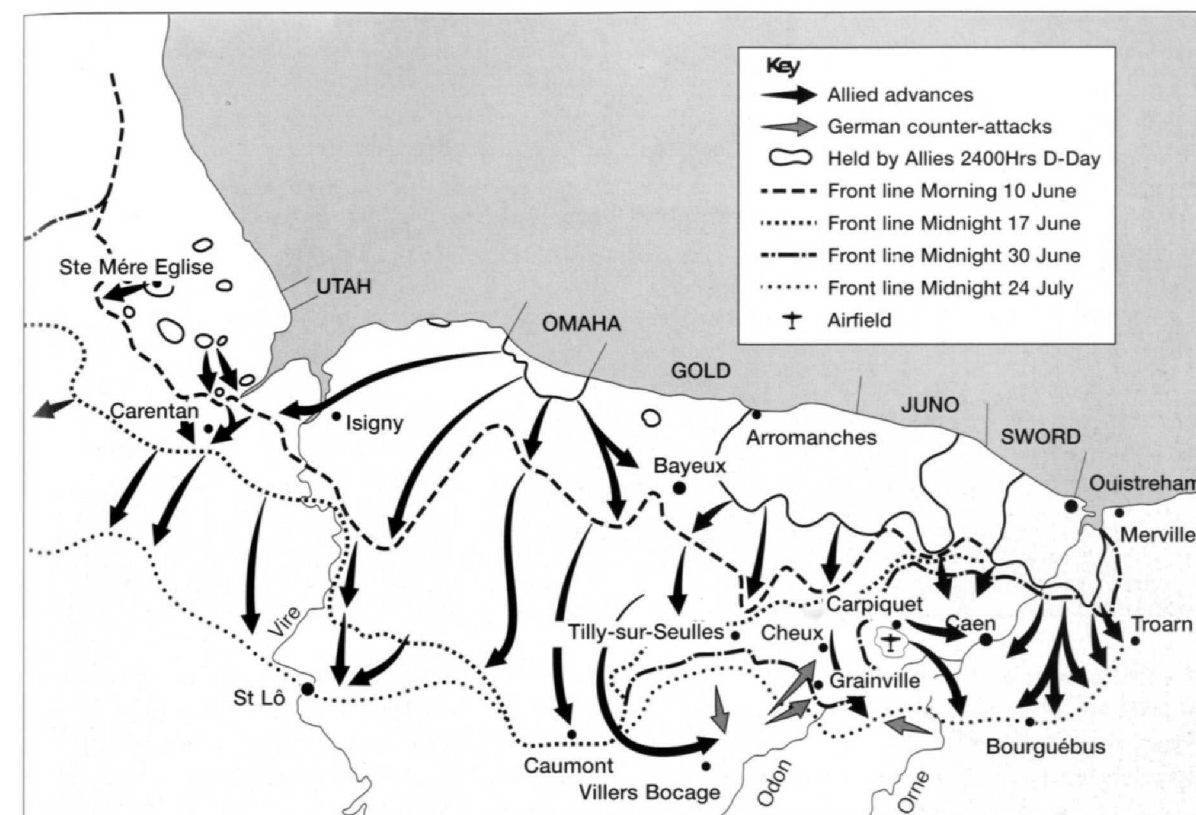 Key
Allied advances
German counter-attacks
Held by Allies 2400Hrs D-Day
Front line Morning 10 June
Front line Midnight 17 June
Front line Midnight 30 June
Front line Midnight 24 July
Airfield
Ste Mére Eglise
UTAH
OMAHA
GOLD
JUNO
SWORD
Carentan
Isigny
Arromanches
Bayeux
Ouistreham
Merville
Vire
Tilly-sur-Seulles
Cheux
Carpiquet
Caen
Troarn
St Lô
Grainville
Caumont
Villers Bocage
Odon
Orne
Bourguébus